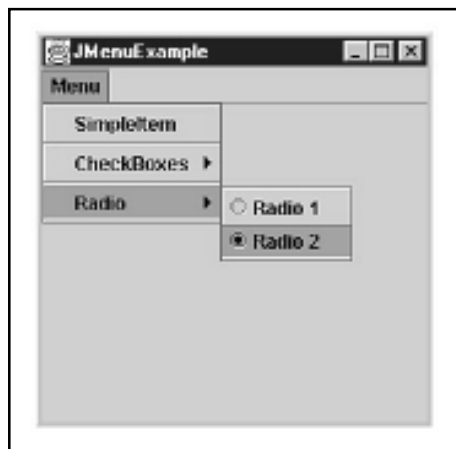 JMenuExample
Menu
SimpleItem
CheckBoxes
Radio
Radio 1
Radio 2